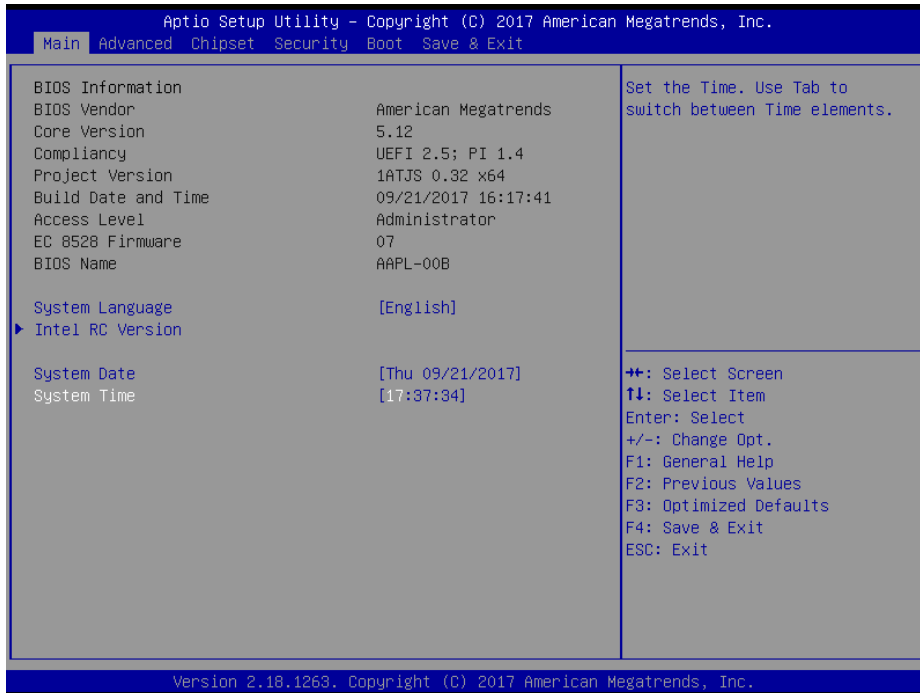 Aptio Setup Utility – Copyright (C) 2017 American Megatrends, Inc.
Main Advanced Chipset Security Boot Save & Exit
BIOS Information
BIOS Vendor American Megatrends
Core Version 5.12
Compliancy UEFI 2.5; PI 1.4
Project Version 1ATJS 0.32 x64
Build Date and Time 09/21/2017 16:17:41
Access Level Administrator
EC 8528 Firmware 07
BIOS Name AAPL-00B
System Language [English]
Intel RC Version
System Date [Thu 09/21/2017]
System Time [17:37:34]
Set the Time. Use Tab to
switch between Time elements.
→←: Select Screen
↑↓: Select Item
Enter: Select
+/-: Change Opt.
F1: General Help
F2: Previous Values
F3: Optimized Defaults
F4: Save & Exit
ESC: Exit
Version 2.18.1263. Copyright (C) 2017 American Megatrends, Inc.